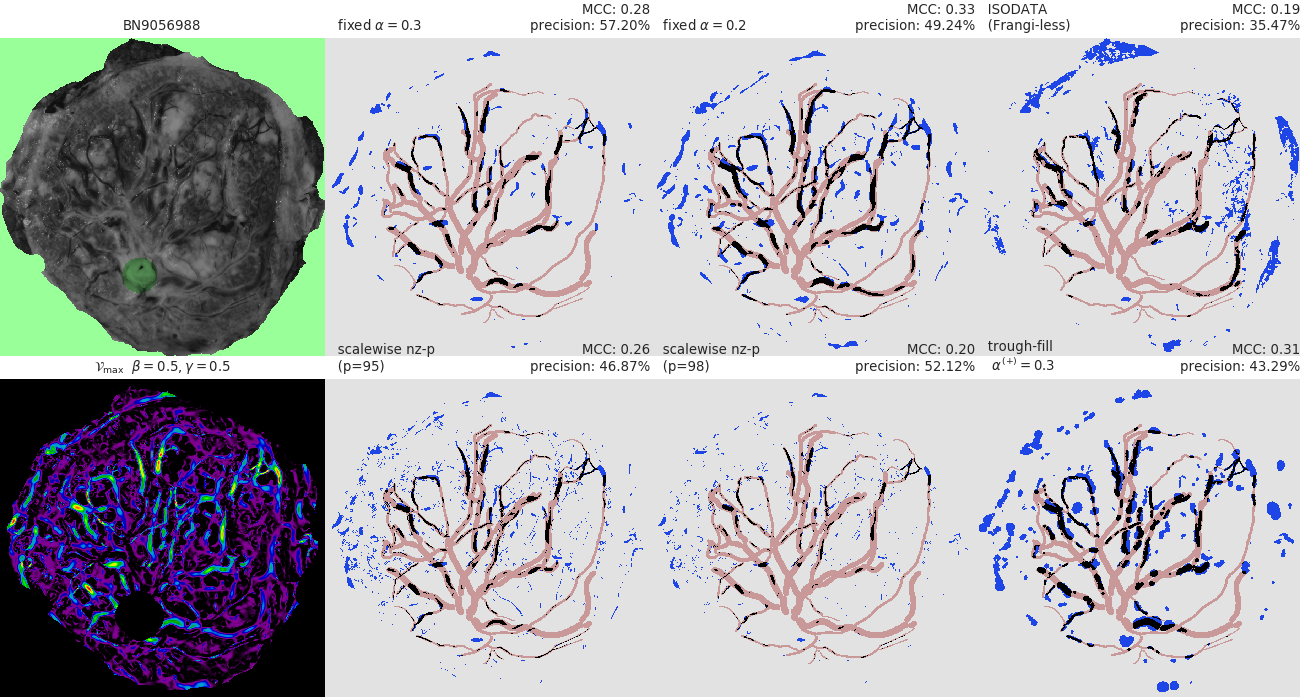 BN9056988
fixed α = 0.3
MCC: 0.28
precision: 57.20%
fixed α = 0.2
MCC: 0.33
precision: 49.24%
ISODATA
(Frangi-less)
MCC: 0.19
precision: 35.47%
𝒱max β = 0.5, γ = 0.5
scalewise nz-p
(p=95)
MCC: 0.26
precision: 46.87%
scalewise nz-p
(p=98)
MCC: 0.20
precision: 52.12%
trough-fill
α(+) = 0.3
MCC: 0.31
precision: 43.29%